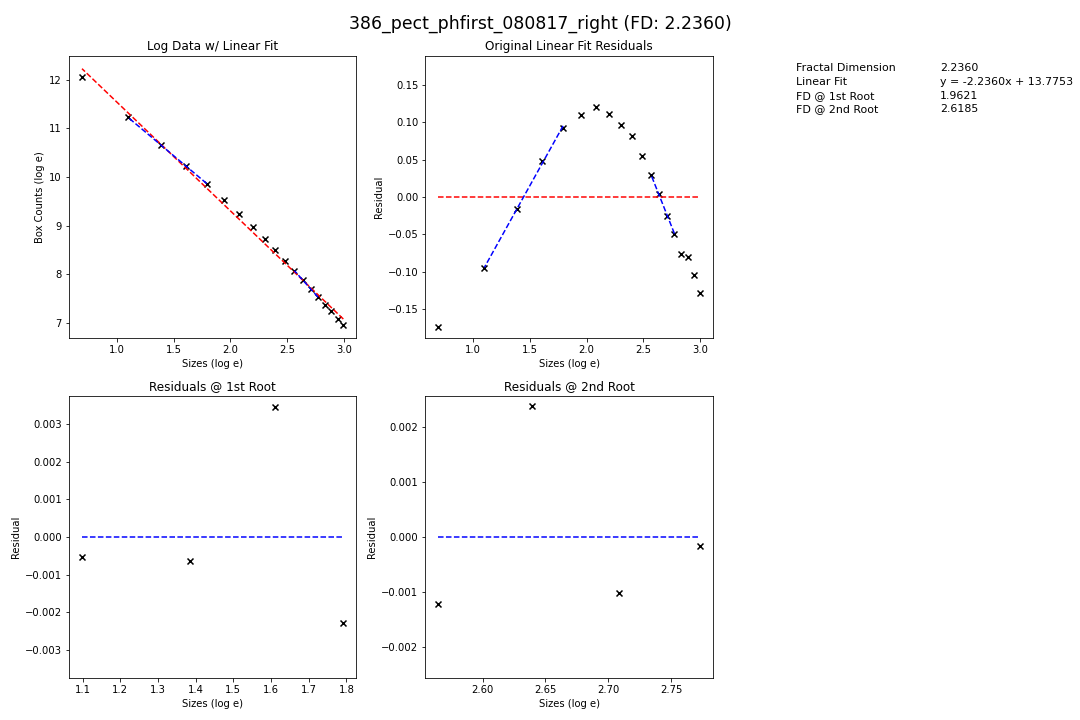 386_pect_phfirst_080817_right (FD: 2.2360)
Log Data w/ Linear Fit
12
11
10
9
8
7
Box Counts (log e)
1.0 1.5 2.0 2.5 3.0
Sizes (log e)
Original Linear Fit Residuals
0.15
0.10
0.05
0.00
−0.05
−0.10
−0.15
Residual
1.0 1.5 2.0 2.5 3.0
Sizes (log e)
Fractal Dimension 2.2360
Linear Fit y = -2.2360x + 13.7753
FD @ 1st Root 1.9621
FD @ 2nd Root 2.6185
Residuals @ 1st Root
0.003
0.002
0.001
0.000
−0.001
−0.002
−0.003
Residual
1.1 1.2 1.3 1.4 1.5 1.6 1.7 1.8
Sizes (log e)
Residuals @ 2nd Root
0.002
0.001
0.000
−0.001
−0.002
Residual
2.60 2.65 2.70 2.75
Sizes (log e)